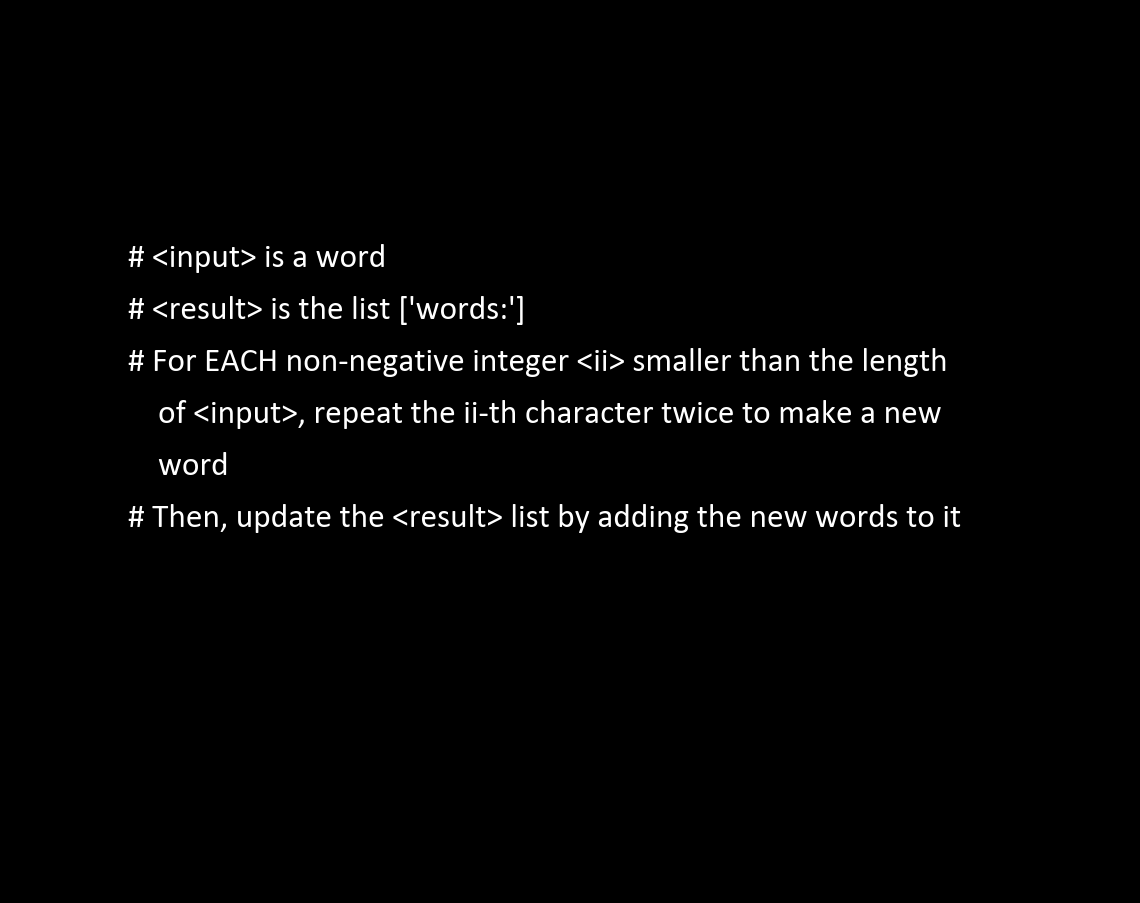 # <input> is a word
# <result> is the list ['words:']
# For EACH non-negative integer <ii> smaller than the length
of <input>, repeat the ii-th character twice to make a new
word
# Then, update the <result> list by adding the new words to it